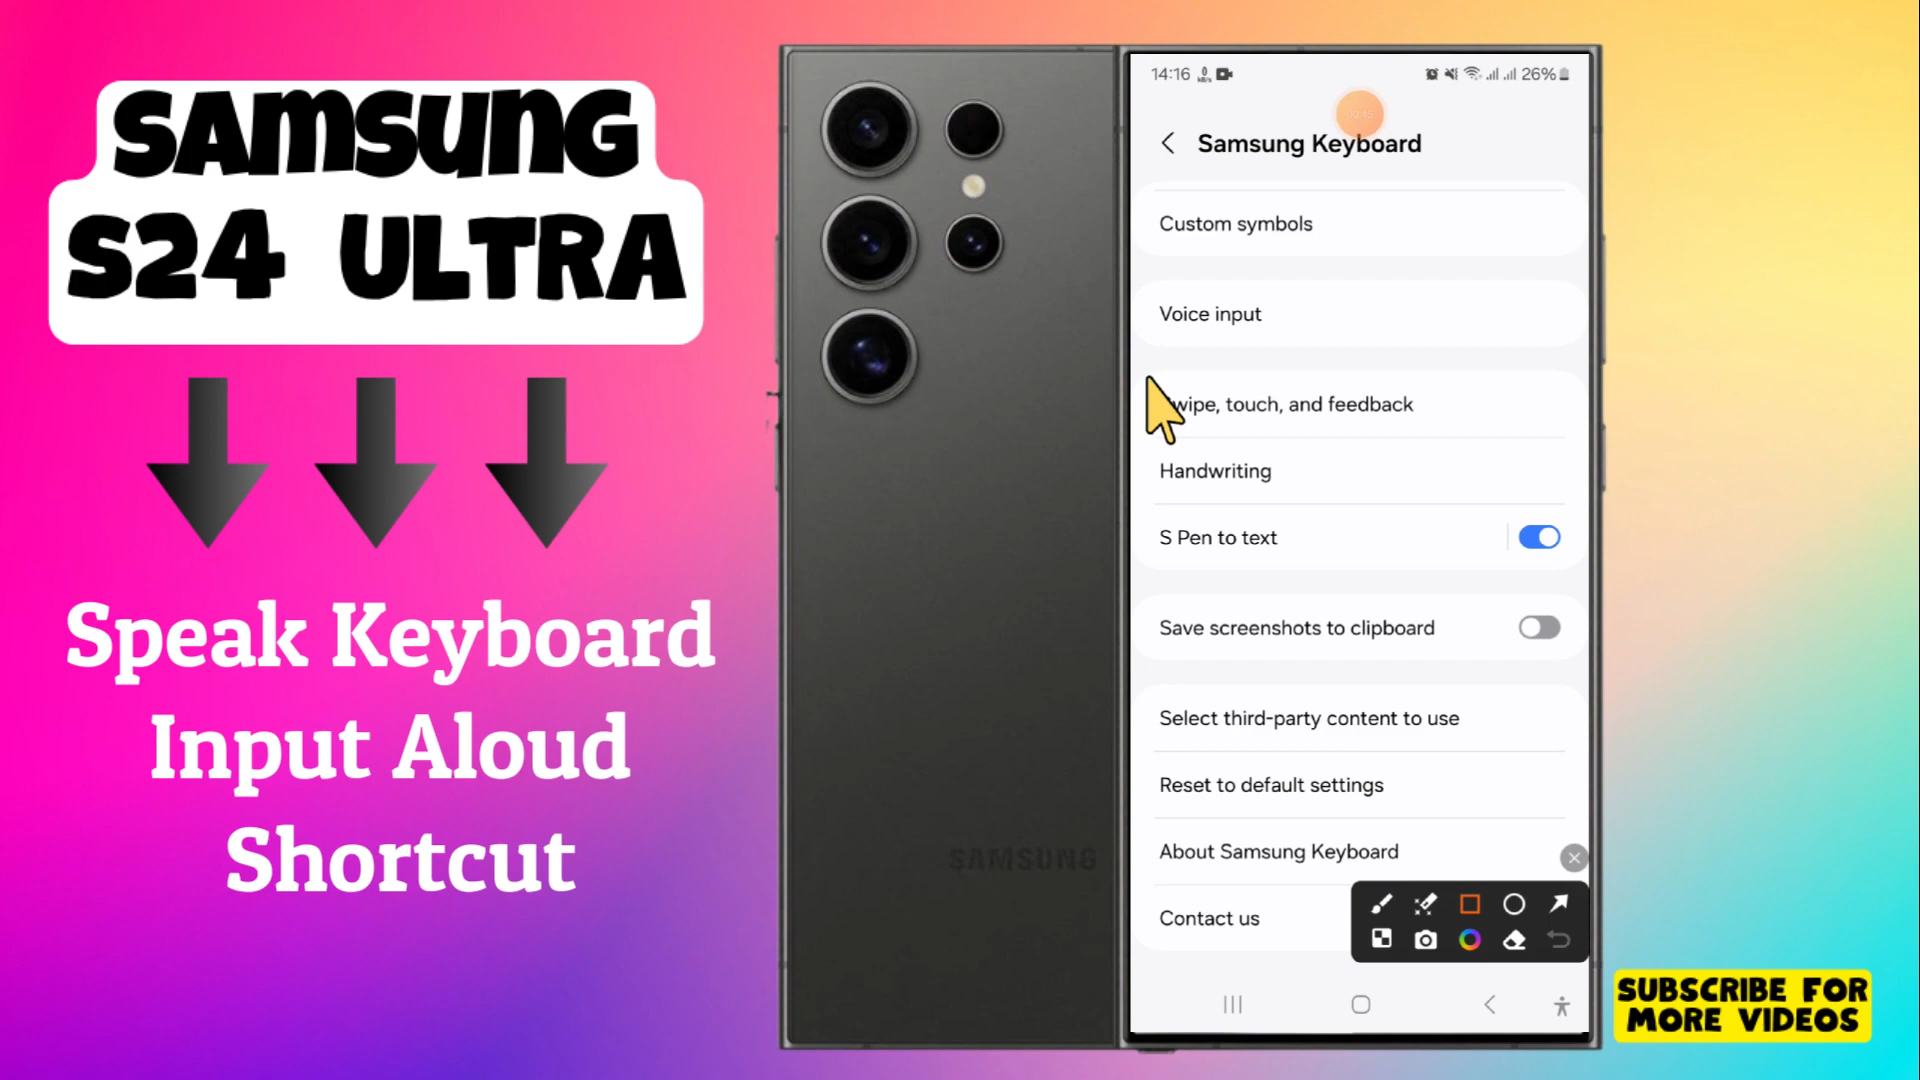 SAMSUNG
S24 ULTRA
Speak Keyboard
Input Aloud
Shortcut
SAMSUNG
14:16
26%
00:45
Samsung Keyboard
Custom symbols
Voice input
wipe, touch, and feedback
Handwriting
S Pen to text
Save screenshots to clipboard
Select third-party content to use
Reset to default settings
About Samsung Keyboard
Contact us
SUBSCRIBE FOR
MORE VIDEOS